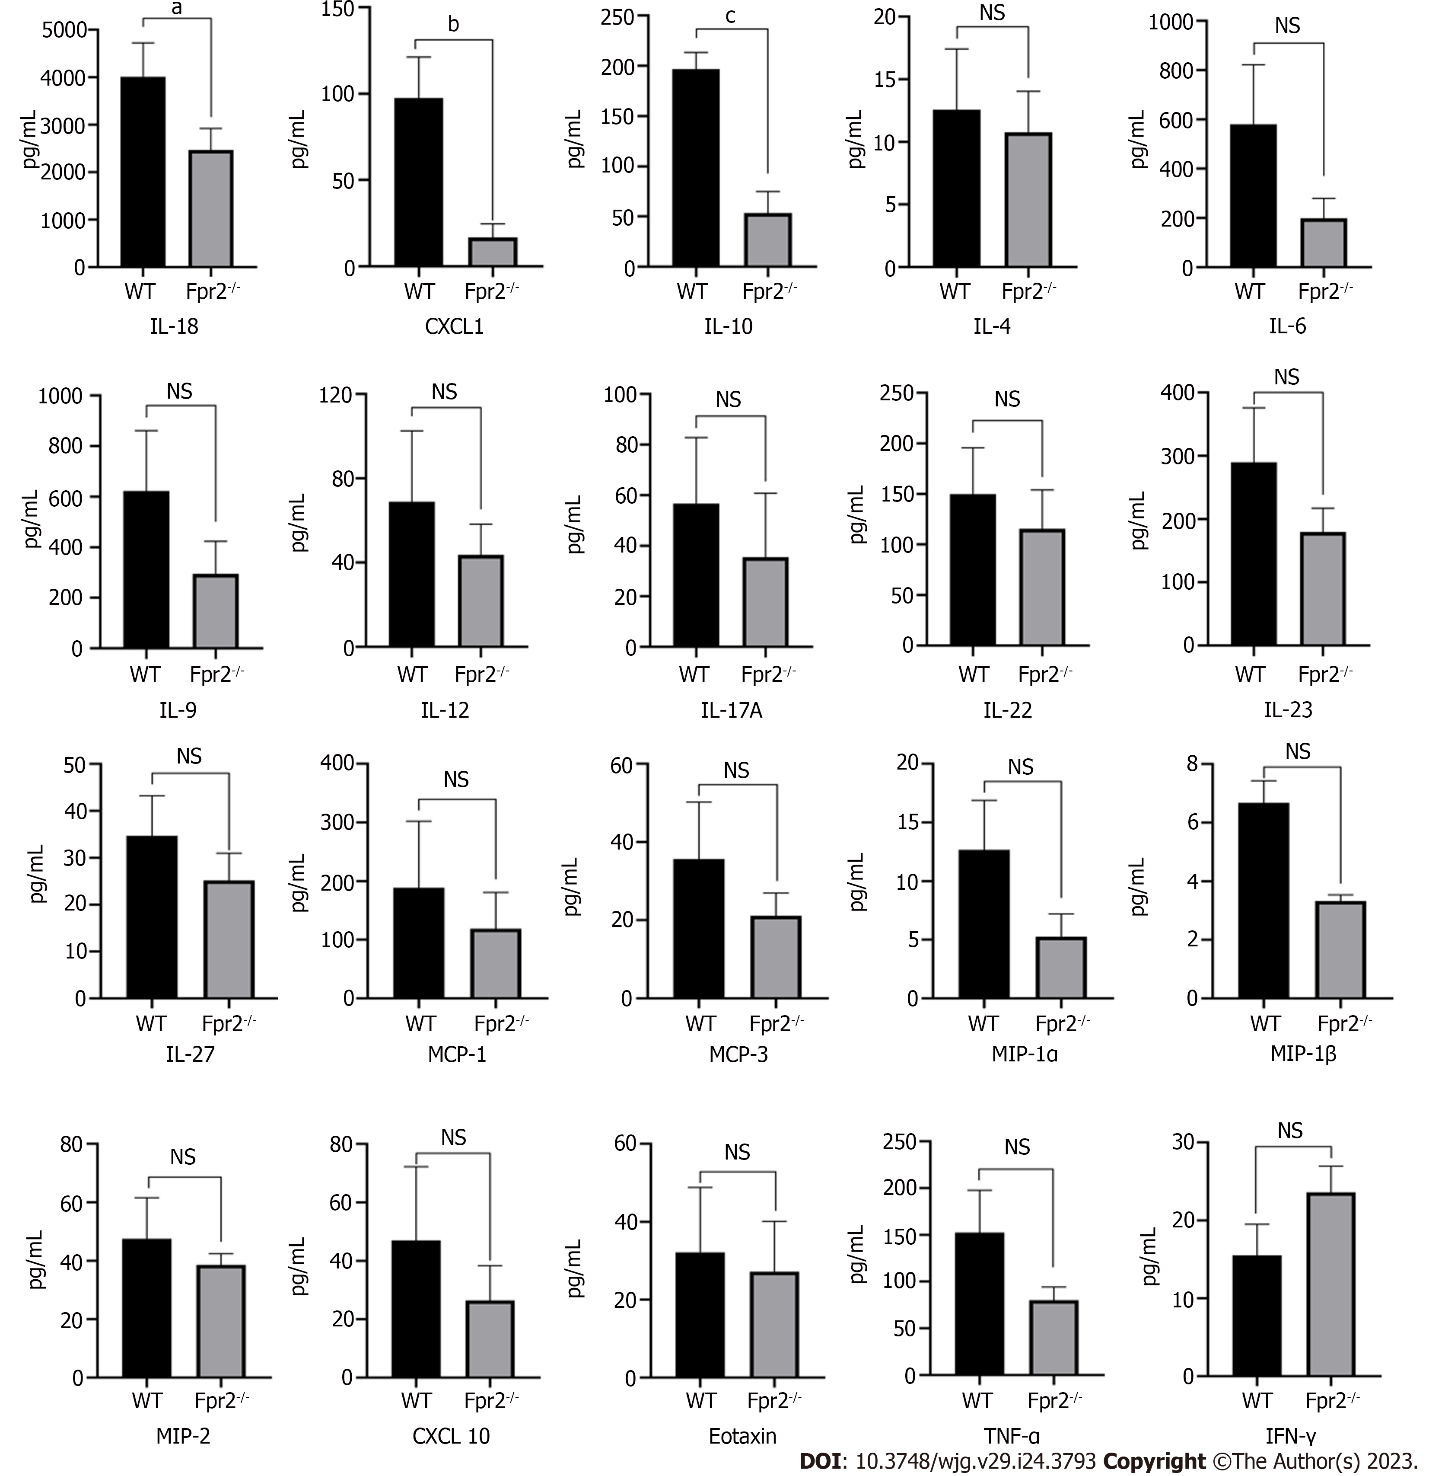 a
5000
4000
3000
2000
1000
0
pg/mL
WT Fpr2-/-
IL-18
b
150
100
50
0
pg/mL
WT Fpr2-/-
CXCL1
c
250
200
150
100
50
0
pg/mL
WT Fpr2-/-
IL-10
NS
20
15
10
5
0
pg/mL
WT Fpr2-/-
IL-4
NS
1000
800
600
400
200
0
pg/mL
WT Fpr2-/-
IL-6
NS
1000
800
600
400
200
0
pg/mL
WT Fpr2-/-
IL-9
NS
120
80
40
0
pg/mL
WT Fpr2-/-
IL-12
NS
100
80
60
40
20
0
pg/mL
WT Fpr2-/-
IL-17A
NS
250
200
150
100
50
0
pg/mL
WT Fpr2-/-
IL-22
NS
400
300
200
100
0
pg/mL
WT Fpr2-/-
IL-23
NS
50
40
30
20
10
0
pg/mL
WT Fpr2-/-
IL-27
NS
400
300
200
100
0
pg/mL
WT Fpr2-/-
MCP-1
NS
60
40
20
0
pg/mL
WT Fpr2-/-
MCP-3
NS
20
15
10
5
0
pg/mL
WT Fpr2-/-
MIP-1α
NS
8
6
4
2
0
pg/mL
WT Fpr2-/-
MIP-1β
NS
80
60
40
20
0
pg/mL
WT Fpr2-/-
MIP-2
NS
80
60
40
20
0
pg/mL
WT Fpr2-/-
CXCL 10
NS
60
40
20
0
pg/mL
WT Fpr2-/-
Eotaxin
NS
250
200
150
100
50
0
pg/mL
WT Fpr2-/-
TNF-α
NS
30
20
10
0
pg/mL
WT Fpr2-/-
IFN-γ
DOI: 10.3748/wjg.v29.i24.3793 Copyright ©The Author(s) 2023.